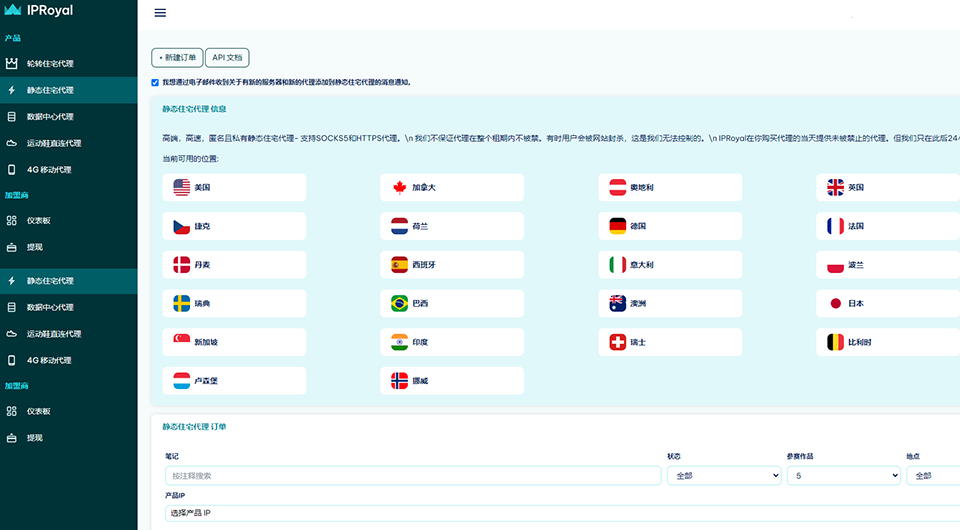 IPRoyal
产品
轮转住宅代理
静态住宅代理
数据中心代理
运动鞋直连代理
4G 移动代理
加盟商
仪表板
提现
静态住宅代理
数据中心代理
运动鞋直连代理
4G 移动代理
加盟商
仪表板
提现
+ 新建订单
API 文档
我想通过电子邮件收到关于有新的服务器和新的代理添加到静态住宅代理的消息通知。
静态住宅代理 信息
高端，高速，匿名且私有静态住宅代理- 支持SOCKS5和HTTPS代理。\n 我们不保证代理在整个租期内不被禁。有时用户会被网站封杀，这是我们无法控制的。\n IPRoyal在你购买代理的当天提供未被禁止的代理。但我们只在此后24
当前可用的位置:
美国
加拿大
奥地利
英国
捷克
荷兰
德国
法国
丹麦
西班牙
意大利
波兰
瑞典
巴西
澳洲
日本
新加坡
印度
瑞士
比利时
卢森堡
挪威
静态住宅代理 订单
笔记
状态
参赛作品
地点
按注释搜索
全部
5
全部
产品IP
选择产品 IP